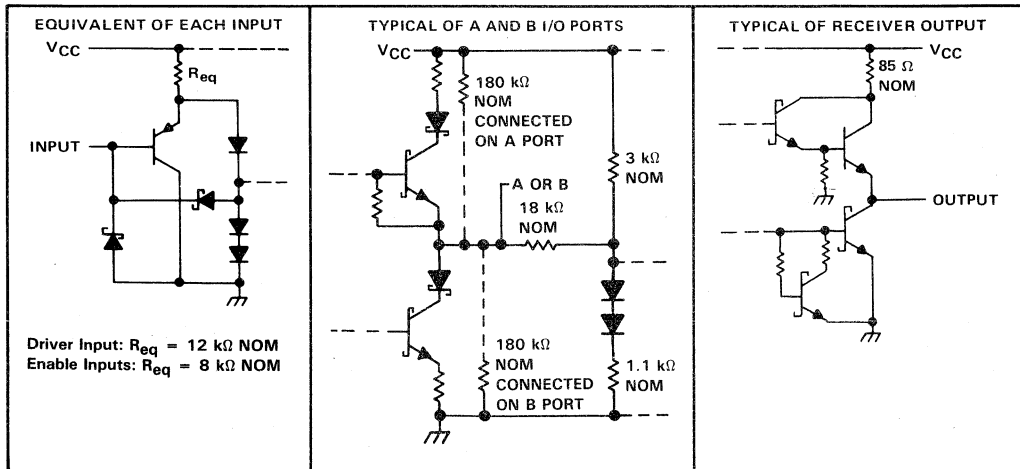 EQUIVALENT OF EACH INPUT
VCC
Req
INPUT
Driver Input: Req = 12 kΩ NOM
Enable Inputs: Req = 8 kΩ NOM
TYPICAL OF A AND B I/O PORTS
VCC
180 kΩ
NOM
CONNECTED
ON A PORT
3 kΩ
NOM
A OR B
18 kΩ
NOM
180 kΩ
NOM
CONNECTED
ON B PORT
1.1 kΩ
NOM
TYPICAL OF RECEIVER OUTPUT
VCC
85 Ω
NOM
OUTPUT